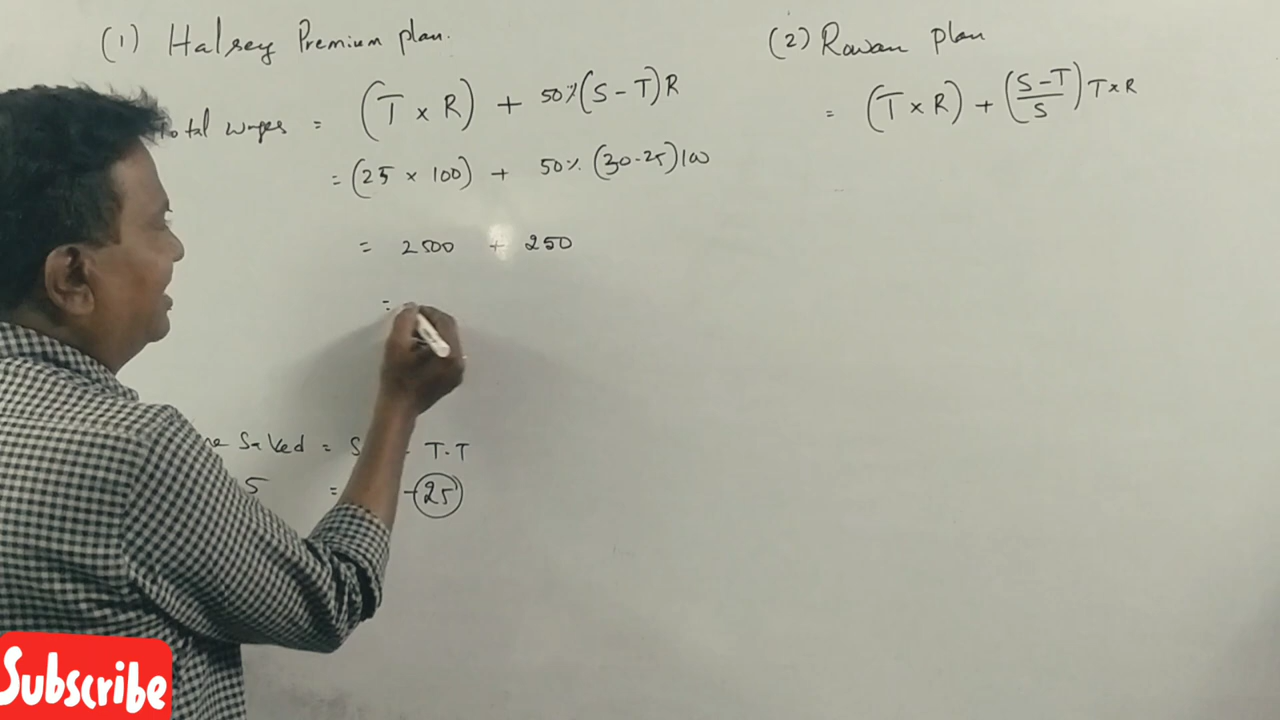 (1) Halsey Premium plan.
Total wages = (T × R) + 50%(S - T)R
= (25 × 100) + 50% (30-25)100
= 2500 + 250
=
Saved = S - T.T
5 = -25
(2) Rowan plan
= (T × R) + (S-T/S) T × R
Subscribe